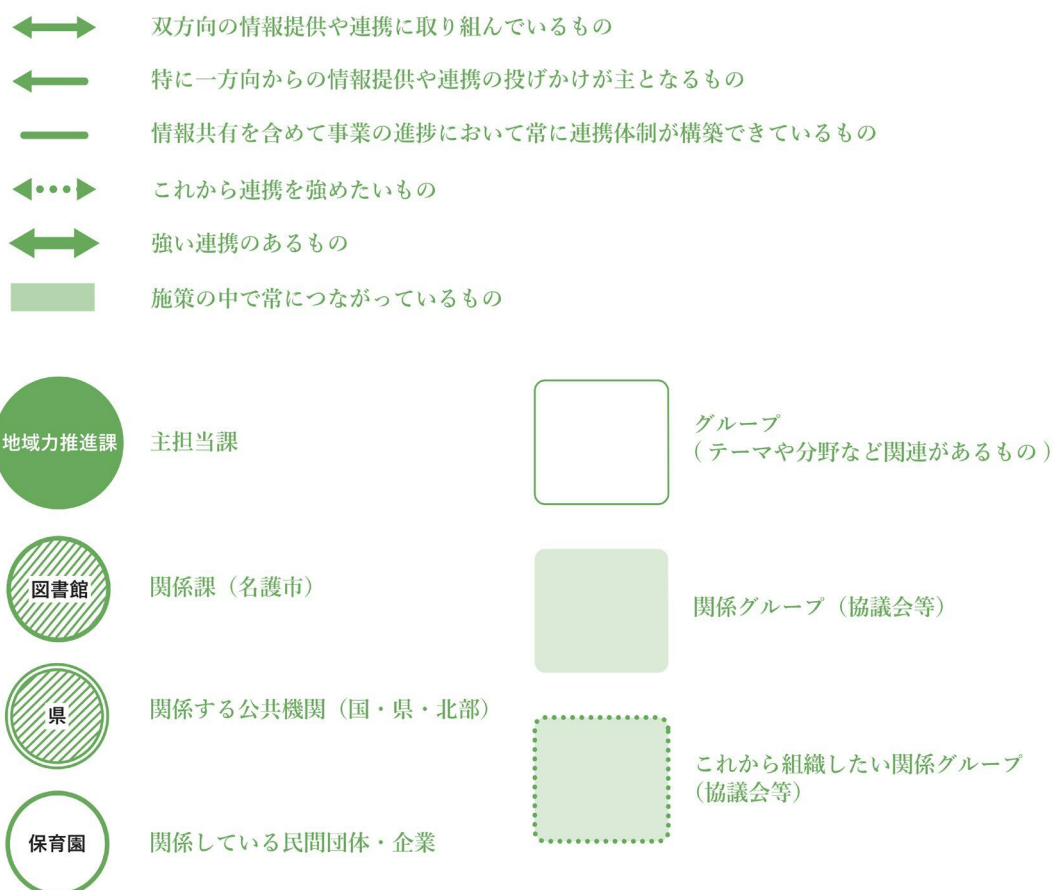 双方向の情報提供や連携に取り組んでいるもの
特に一方向からの情報提供や連携の投げかけが主となるもの
情報共有を含めて事業の進捗において常に連携体制が構築できているもの
これから連携を強めたいもの
強い連携のあるもの
施策の中で常につながっているもの
地域力推進課
主担当課
図書館
関係課（名護市）
県
関係する公共機関（国・県・北部）
保育園
関係している民間団体・企業
グループ
（テーマや分野など関連があるもの）
関係グループ（協議会等）
これから組織したい関係グループ
（協議会等）